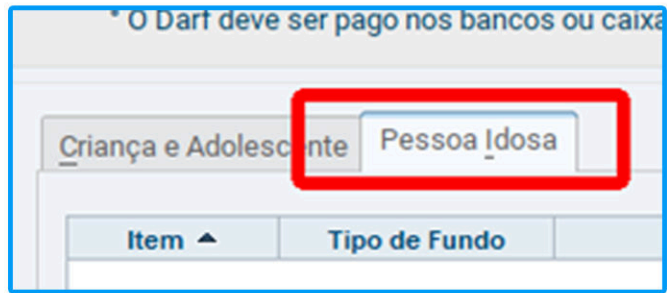 * O Darf deve ser pago nos bancos ou caixa
Criança e Adolescente Pessoa Idosa
Item Tipo de Fundo